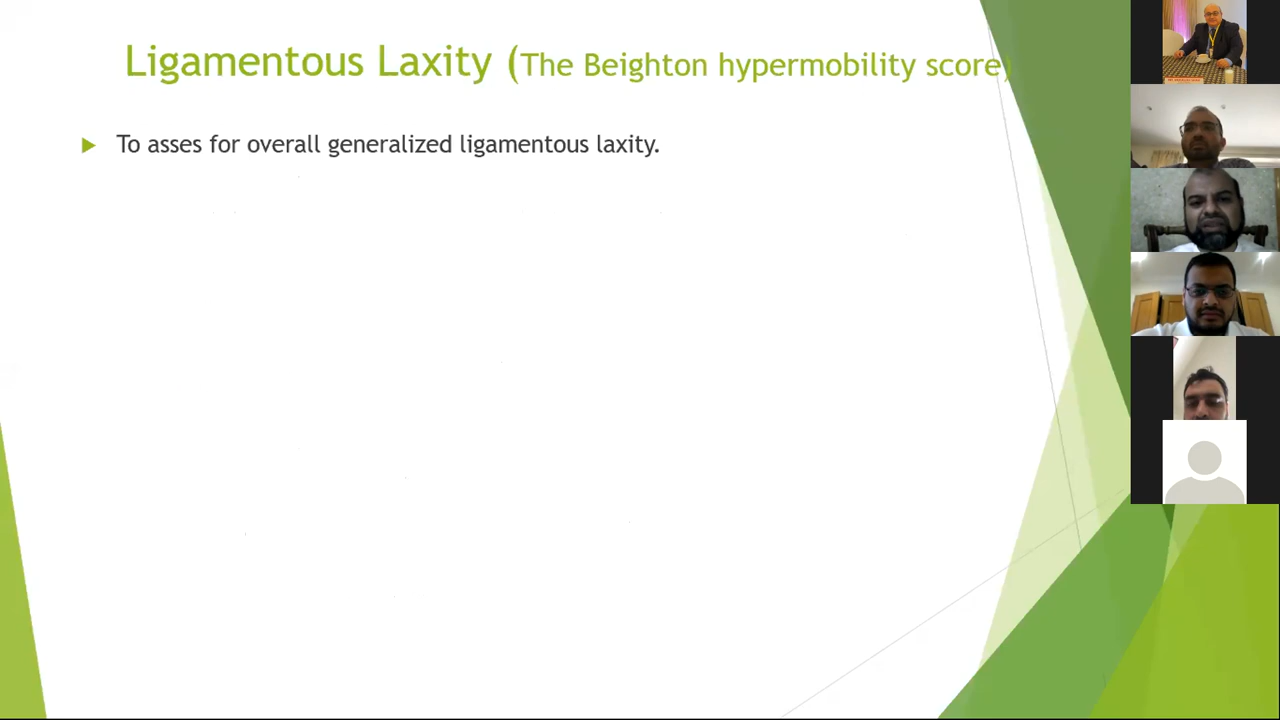 Ligamentous Laxity (The Beighton hypermobility score)
To asses for overall generalized ligamentous laxity.